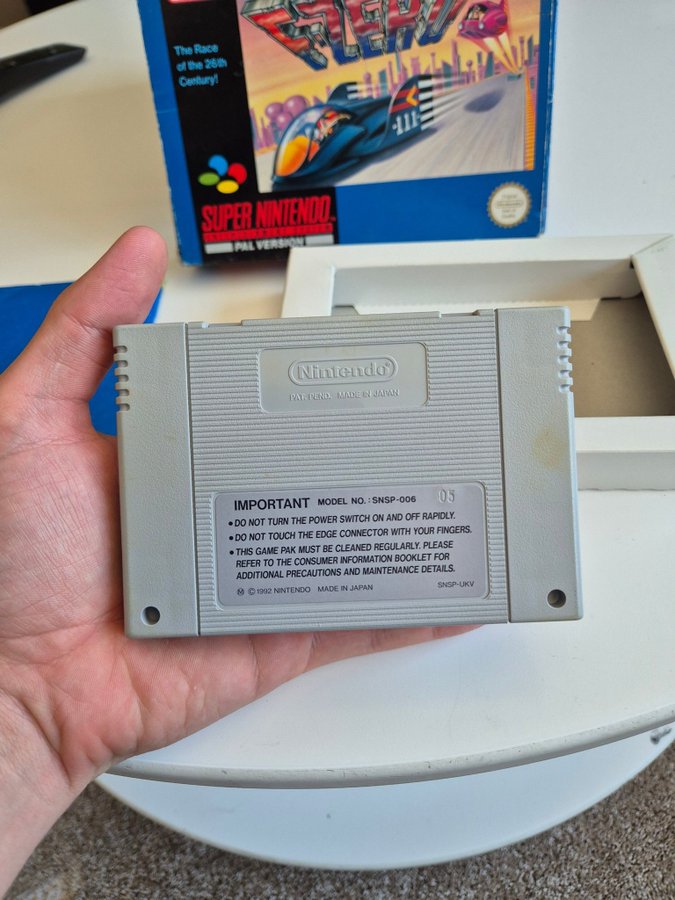 F-ZERO
The Race
of the 26th
Century!
111
SUPER NINTENDO
PAL VERSION
Nintendo®
PAT. PEND. MADE IN JAPAN
IMPORTANT MODEL NO. : SNSP-006 05
• DO NOT TURN THE POWER SWITCH ON AND OFF RAPIDLY.
• DO NOT TOUCH THE EDGE CONNECTOR WITH YOUR FINGERS.
• THIS GAME PAK MUST BE CLEANED REGULARLY. PLEASE
REFER TO THE CONSUMER INFORMATION BOOKLET FOR
ADDITIONAL PRECAUTIONS AND MAINTENANCE DETAILS.
Ⓜ © 1992 NINTENDO MADE IN JAPAN SNSP-UKV